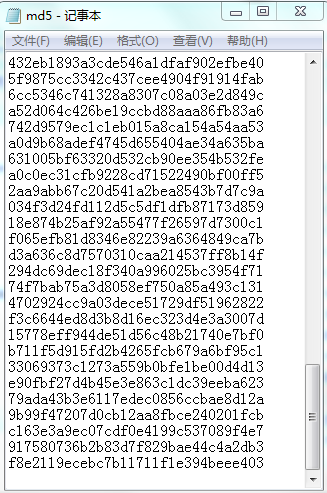 md5 - 记事本
文件(F) 编辑(E) 格式(O) 查看(V) 帮助(H)
432eb1893a3cde546a1dfaf902efbe40
5f9875cc3342c437cee4904f91914fab
6cc5346c741328a8307c08a03e2d849c
a52d064c426be19ccbd88aaa86fb83a6
742d9579ec1c1eb015a8ca154a54aa53
a0d9b68adef4745d655404ae34a635ba
631005bf63320d532cb90ee354b532fe
a0c0ec31cfb9228cd71522490bf00ff5
2aa9abb67c20d541a2bea8543b7d7c9a
034f3d24fd112d5c5df1dfb87173d859
18e874b25af92a55477f26597d7300c1
f065efb81d8346e82239a6364849ca7b
d3a636c8d7570310caa214537ff8b14f
294dc69dec18f340a996025bc3954f71
74f7bab75a3d8058ef750a85a493c131
4702924cc9a03dece51729df51962822
f3c6644ed8d3b8d16ec323d4e3a3007d
15778eff944de51d56c48b21740e7bf0
b711f5d915fd2b4265fcb679a6bf95c1
33069373c1273a559b0bfe1be00d4d13
e90fbf27d4b45e3e863c1dc39eeba623
79ada43b3e6117edec0856ccbae8d12a
9b99f47207d0cb12aa8fbce240201fcb
c163e3a9ec07cdf0e4199c537089f4e7
917580736b2b83d7f829bae44c4a2db3
f8e2119ecebc7b11711f1e394beee403